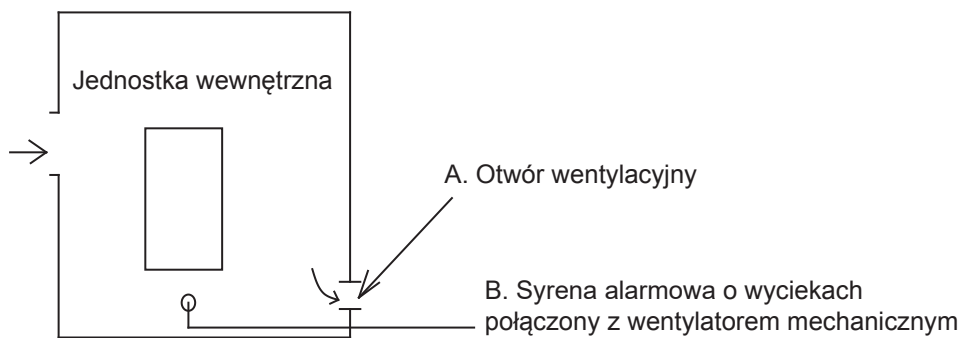 Jednostka wewnętrzna
A. Otwór wentylacyjny
B. Syrena alarmowa o wyciekach
połączony z wentylatorem mechanicznym